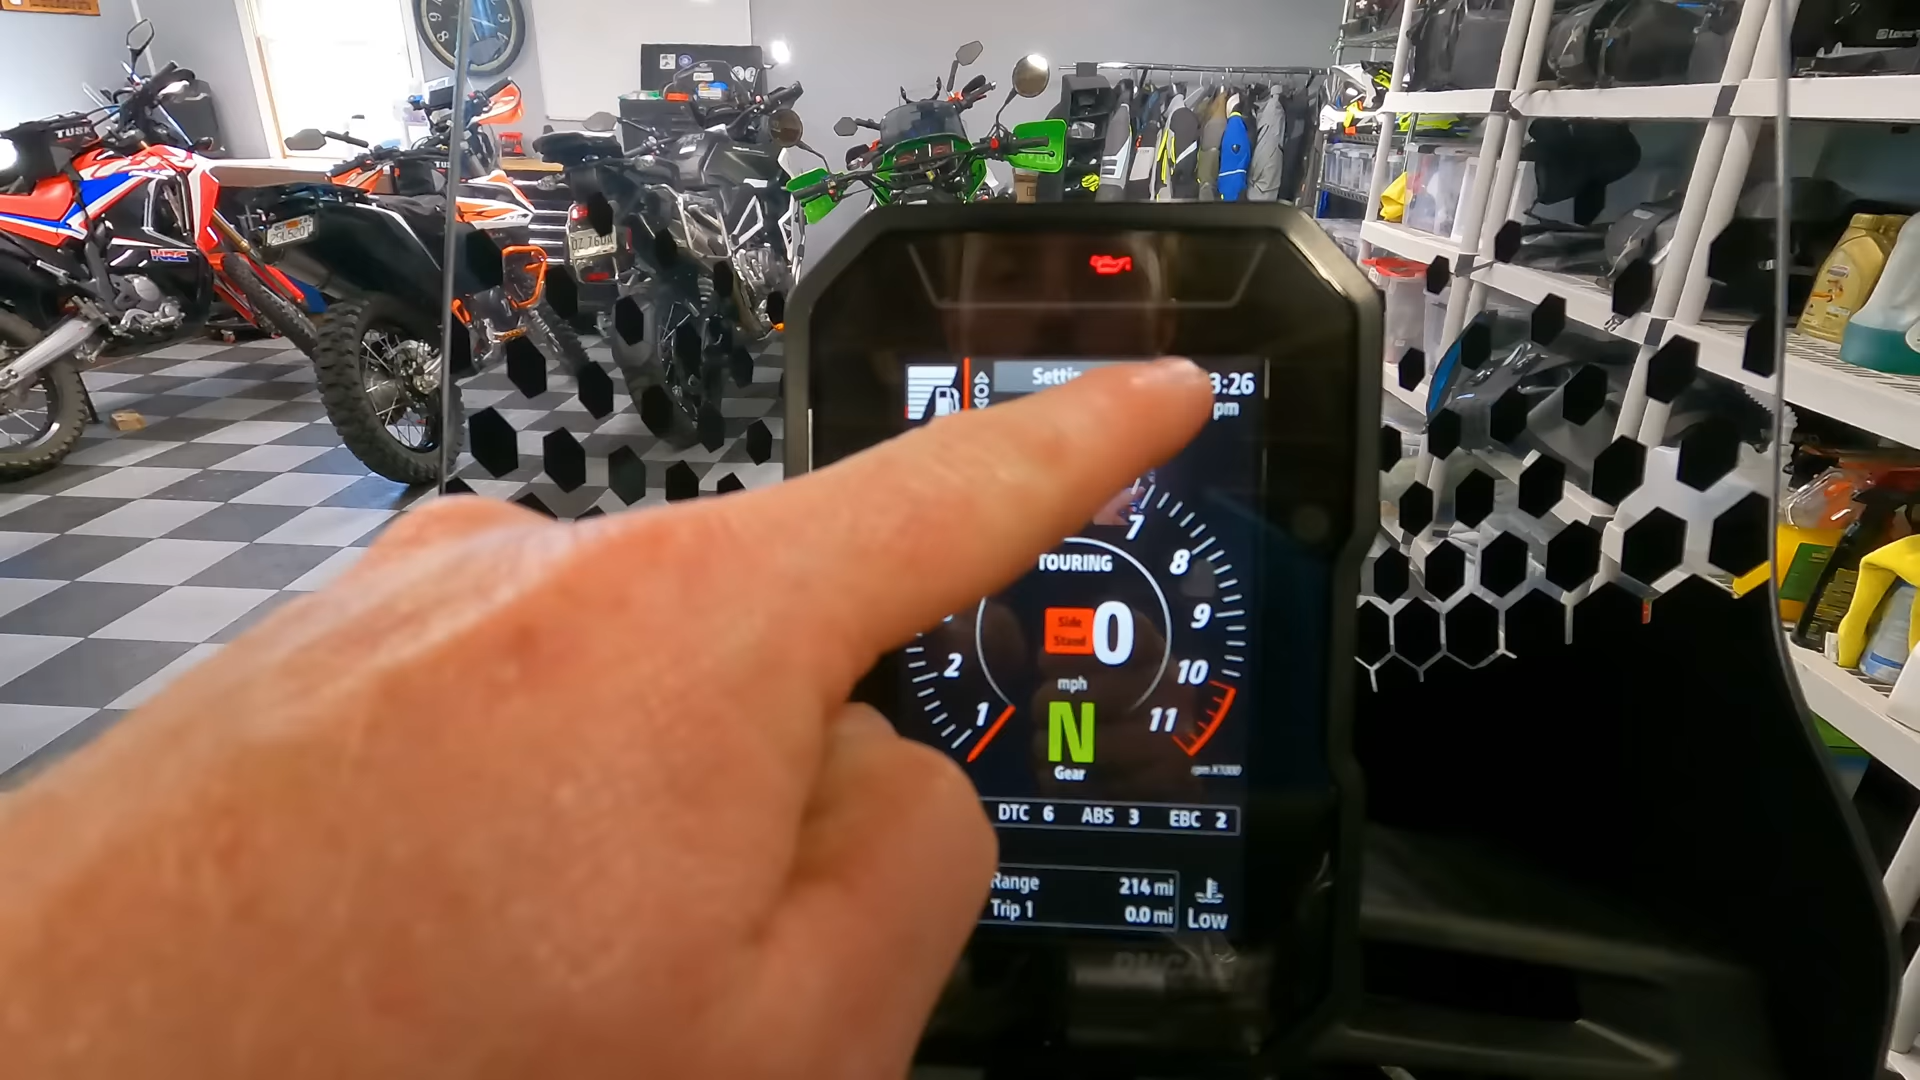 TUSK
3:26
pm
7
TOURING
8
Side
Stand
0
9
2
10
mph
1
11
N
Gear
rpm X1000
DTC 6 ABS 3 EBC 2
Range 214 mi
Trip 1 0.0 mi
Low